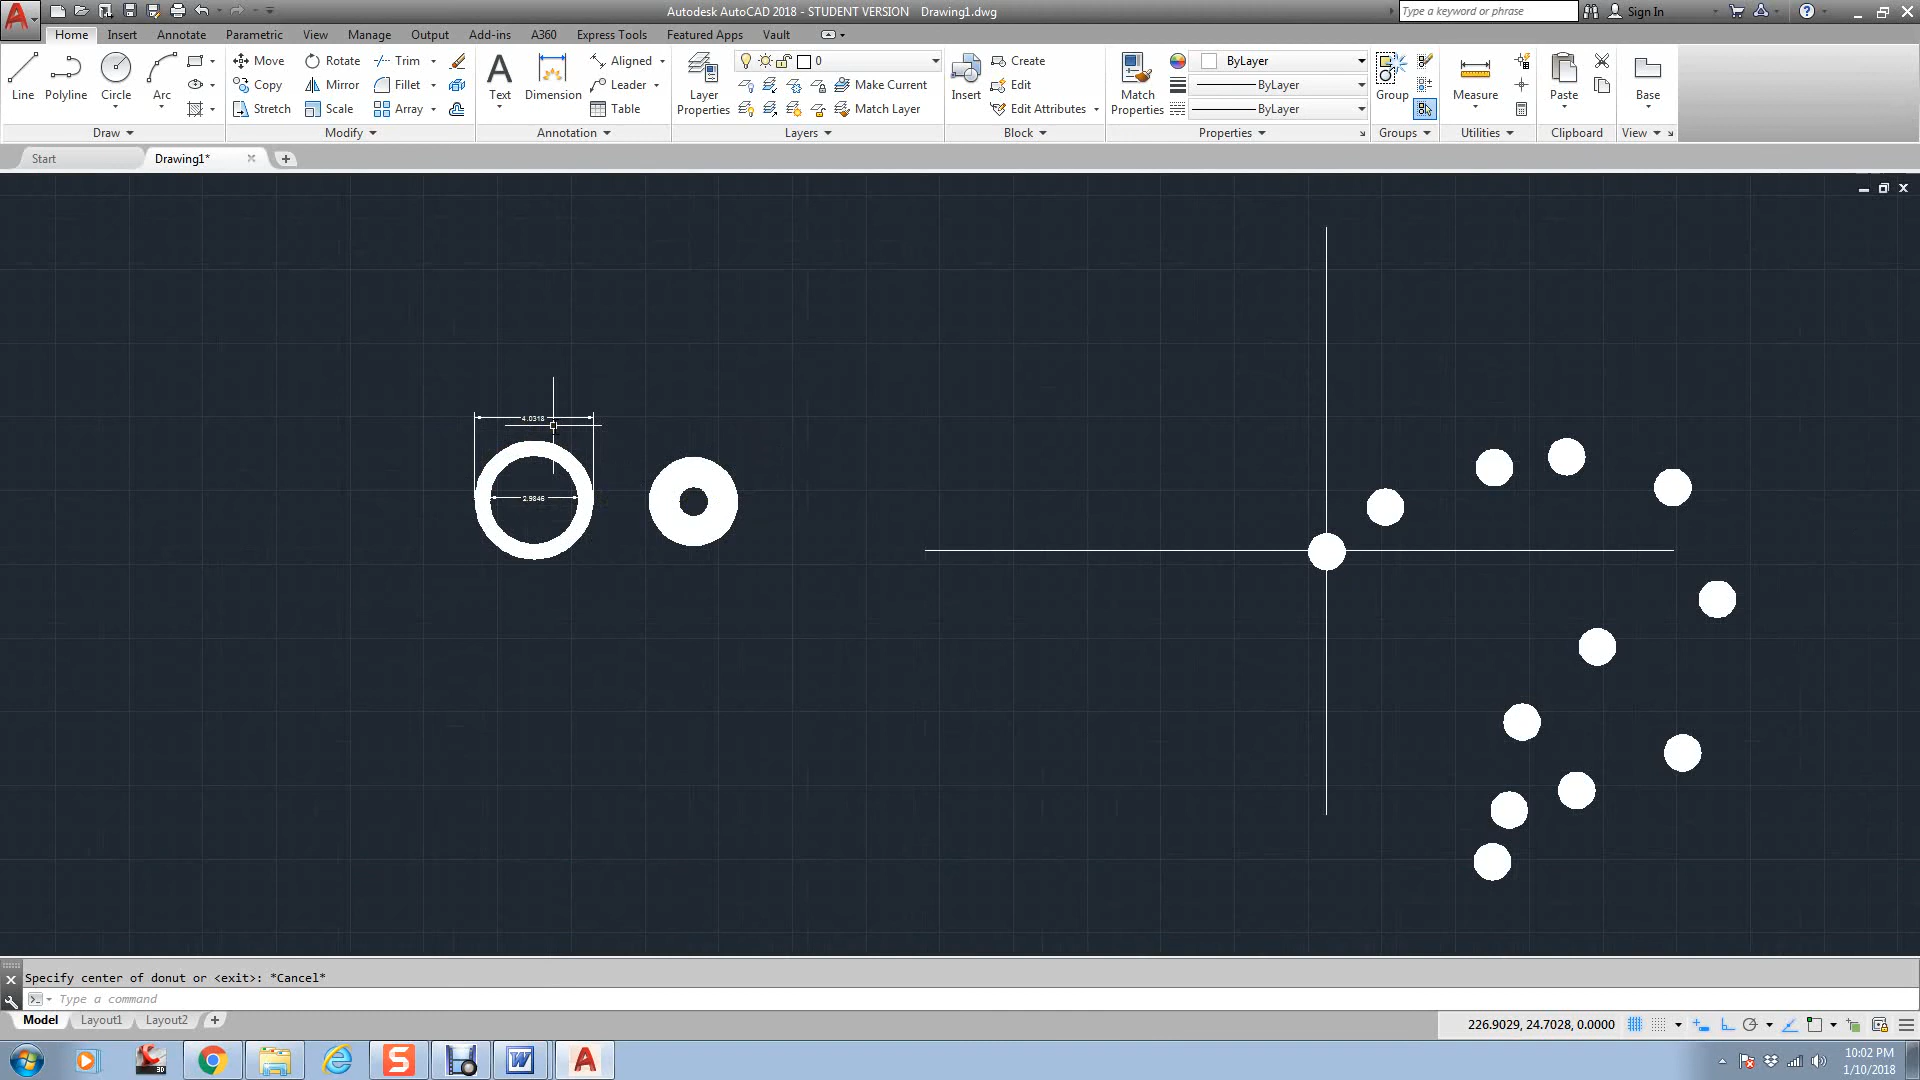 Autodesk AutoCAD 2018 - STUDENT VERSION Drawing1.dwg
Type a keyword or phrase
Sign In
Home Insert Annotate Parametric View Manage Output Add-ins A360 Express Tools Featured Apps Vault
Line Polyline Circle Arc
Draw
Move Rotate Trim
Copy Mirror Fillet
Stretch Scale Array
Modify
Text Dimension
Aligned
Leader
Table
Annotation
Layer Properties
0
Make Current
Match Layer
Layers
Insert
Create
Edit
Edit Attributes
Block
Match Properties
ByLayer
ByLayer
ByLayer
Properties
Group
Groups
Measure
Utilities
Paste
Clipboard
Base
View
Start Drawing1*
4.0318
2.9846
Specify center of donut or <exit>: *Cancel*
Type a command
Model Layout1 Layout2
226.9029, 24.7028, 0.0000
10:02 PM
1/10/2018